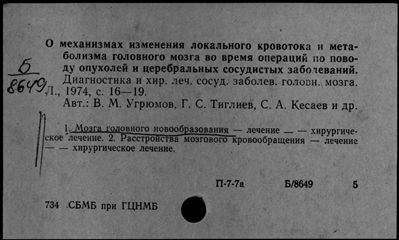 О механизмах изменения локального кровотока и мета-
болизма головного мозга во время операций по пово-
ду опухолей и церебральных сосудистых заболеваний.
Б
8649
Диагностика и хир. леч. сосуд. заболев. головн. мозга.
Л., 1974, с. 16—19.
Авт.: В. М. Угрюмов, Г. С. Тиглиев, С. А. Кесаев и др.
1. Мозга головного новообразования — лечение — — хирургиче-
ское лечение. 2. Расстройства мозгового кровообращения — лечение
— — хирургическое лечение.
П-7-7а Б/8649 5
734 СБМБ при ГЦНМБ